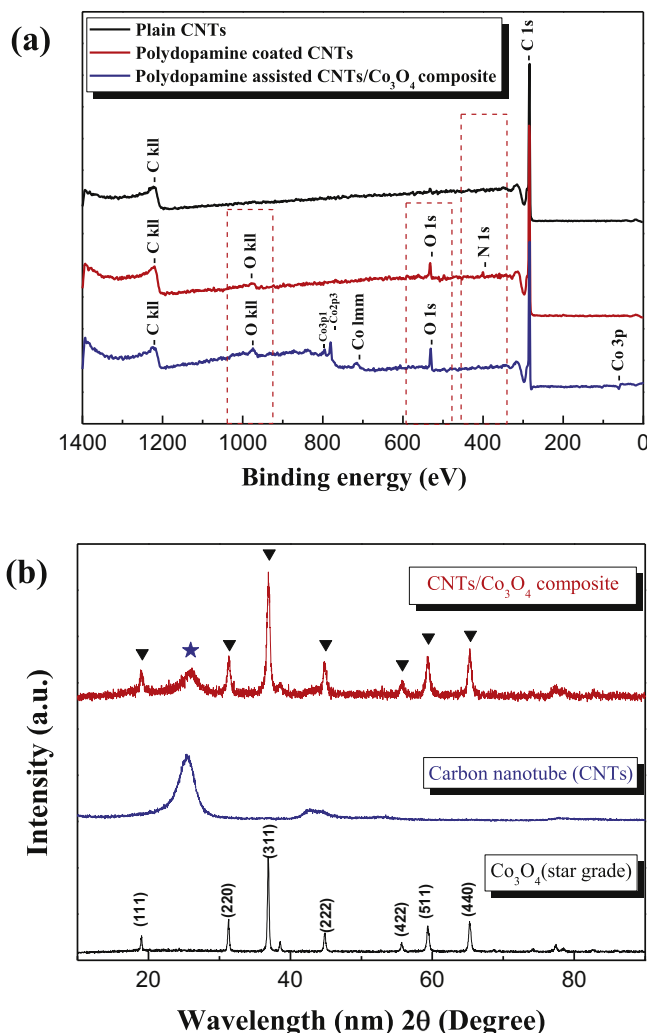 (a)
Plain CNTs
Polydopamine coated CNTs
Polydopamine assisted CNTs/Co₃O₄ composite
C 1s
C kll
C kll
O kll
O 1s
N 1s
C kll
O kll
Co3p1
Co2p3
Co lmm
O 1s
Co 3p
1400 1200 1000 800 600 400 200 0
Binding energy (eV)
(b)
CNTs/Co₃O₄ composite
Carbon nanotube (CNTs)
Co₃O₄(star grade)
(111)
(220)
(311)
(222)
(422)
(511)
(440)
Intensity (a.u.)
20 40 60 80
Wavelength (nm) 2θ (Degree)